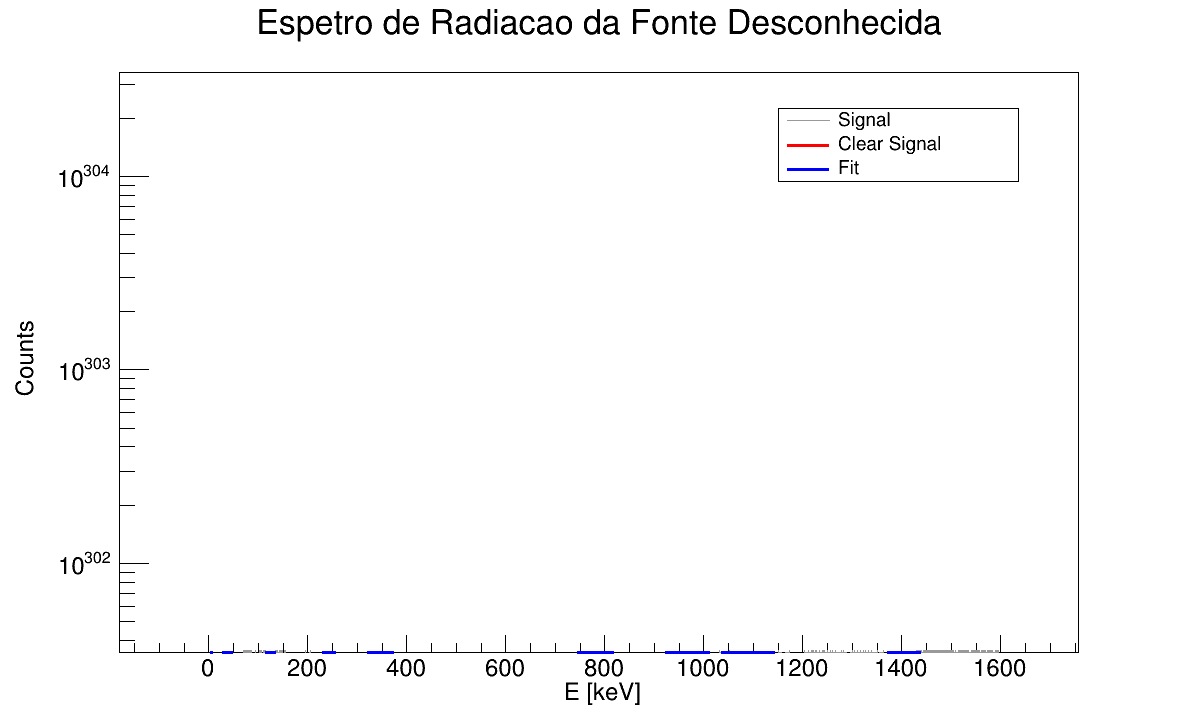 Espetro de Radiacao da Fonte Desconhecida
Signal
Clear Signal
Fit
10^304
10^303
10^302
Counts
0 200 400 600 800 1000 1200 1400 1600
E [keV]